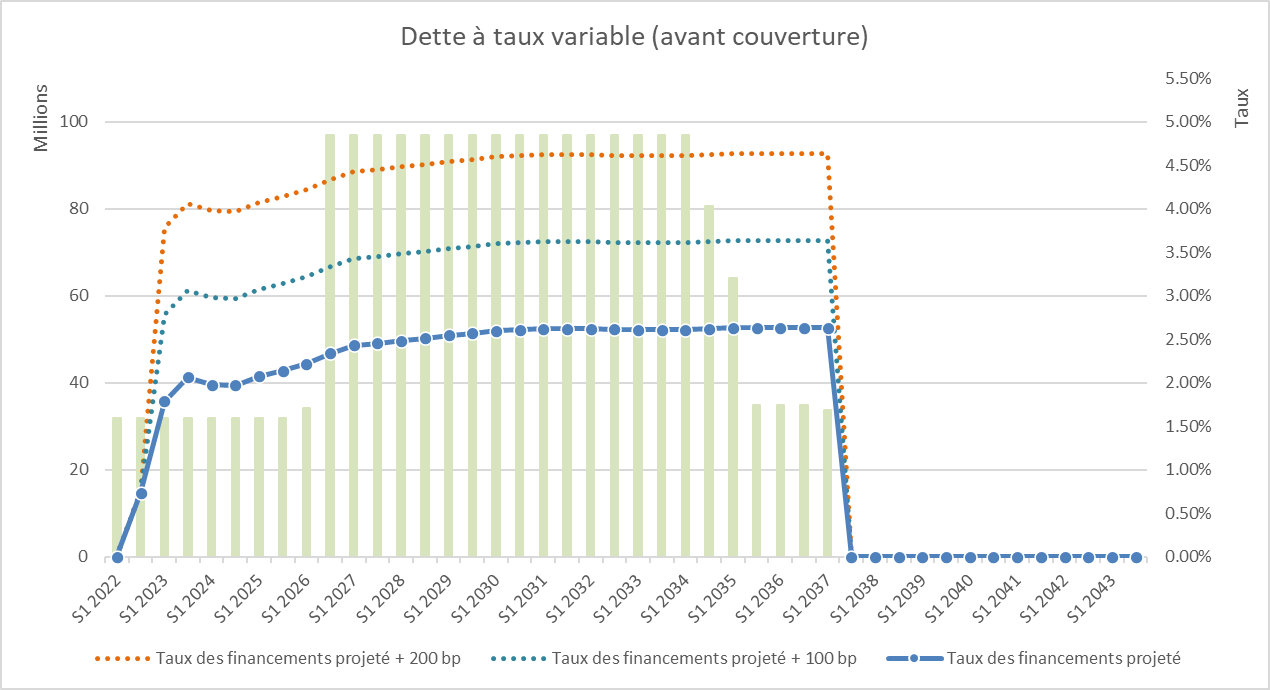 Dette à taux variable (avant couverture)
Millions
Taux
100
80
60
40
20
0
5.50%
5.00%
4.50%
4.00%
3.50%
3.00%
2.50%
2.00%
1.50%
1.00%
0.50%
0.00%
S1 2022
S1 2023
S1 2024
S1 2025
S1 2026
S1 2027
S1 2028
S1 2029
S1 2030
S1 2031
S1 2032
S1 2033
S1 2034
S1 2035
S1 2036
S1 2037
S1 2038
S1 2039
S1 2040
S1 2041
S1 2042
S1 2043
Taux des financements projeté + 200 bp
Taux des financements projeté + 100 bp
Taux des financements projeté